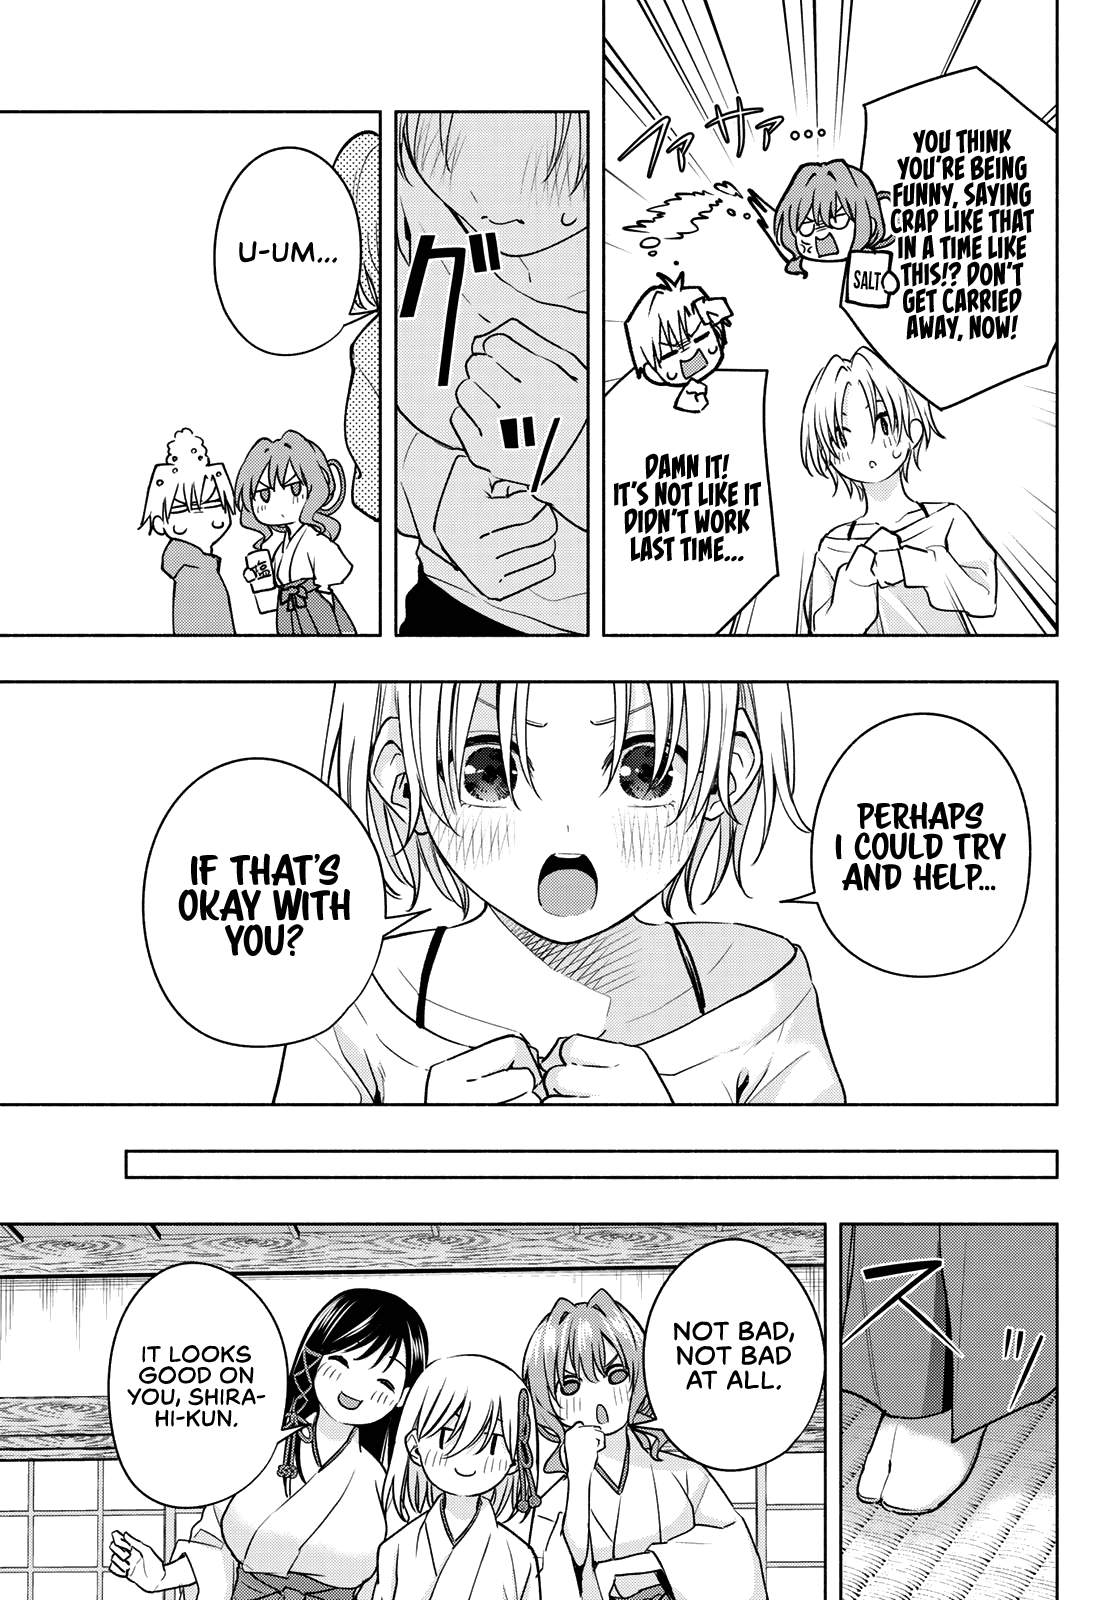 YOU THINK
YOU'RE BEING
FUNNY, SAYING
CRAP LIKE THAT
IN A TIME LIKE
THIS!? DON'T
GET CARRIED
AWAY, NOW!
ファサァ...
SALT
DAMN IT!
IT'S NOT LIKE IT
DIDN'T WORK
LAST TIME...
グッ
U-UM...
塩
PERHAPS
I COULD TRY
AND HELP...
IF THAT'S
OKAY WITH
YOU?
スッ
NOT BAD,
NOT BAD
AT ALL.
IT LOOKS
GOOD ON
YOU, SHIRA-
HI-KUN.